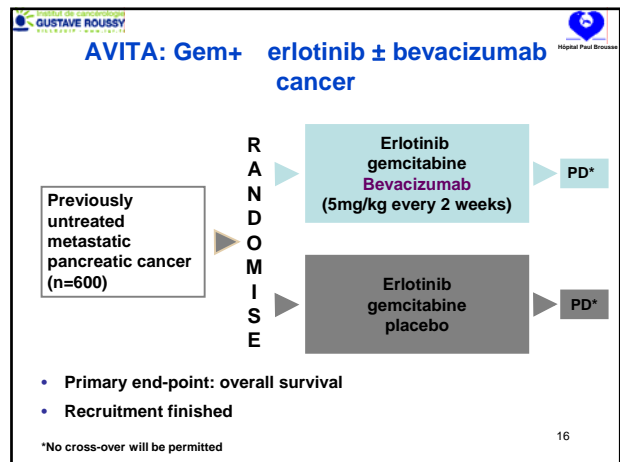 Institut de cancérologie
GUSTAVE ROUSSY
Hôpital Paul Brousse
AVITA: Gem+ erlotinib ± bevacizumab
cancer
Previously
untreated
metastatic
pancreatic cancer
(n=600)
R
A
N
D
O
M
I
S
E
Erlotinib
gemcitabine
Bevacizumab
(5mg/kg every 2 weeks)
PD*
Erlotinib
gemcitabine
placebo
PD*
• Primary end-point: overall survival
• Recruitment finished
*No cross-over will be permitted
16